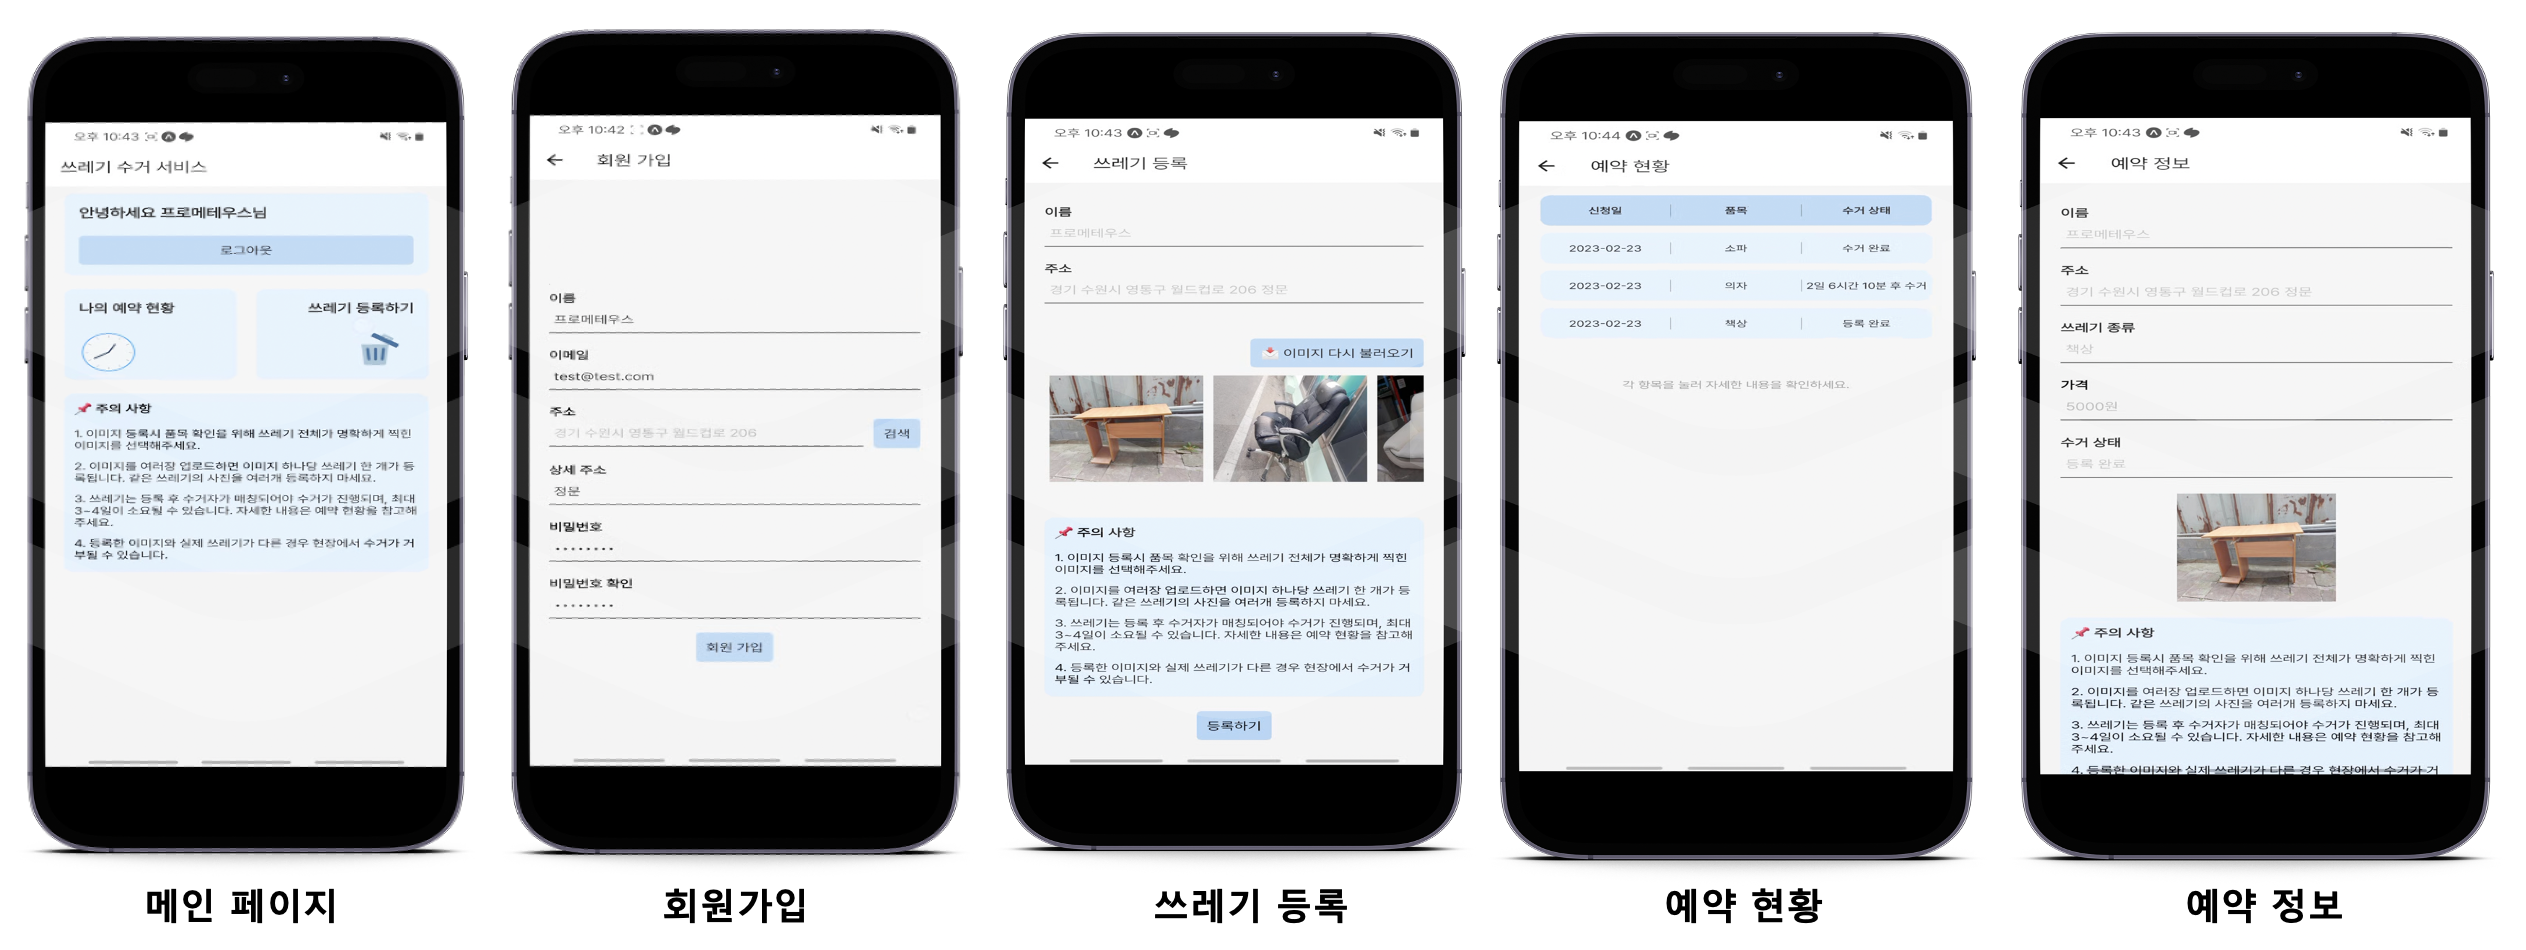 오후 10:43
쓰레기 수거 서비스
안녕하세요 프로메테우스님
로그아웃
나의 예약 현황
쓰레기 등록하기
주의 사항
1. 이미지 등록시 품목 확인을 위해 쓰레기 전체가 명확하게 찍힌
이미지를 선택해주세요.
2. 이미지를 여러장 업로드하면 이미지 하나당 쓰레기 한 개가 등
록됩니다. 같은 쓰레기의 사진을 여러개 등록하지 마세요.
3. 쓰레기는 등록 후 수거자가 매칭되어야 수거가 진행되며, 최대
3~4일이 소요될 수 있습니다. 자세한 내용은 예약 현황을 참고해
주세요.
4. 등록한 이미지와 실제 쓰레기가 다른 경우 현장에서 수거가 거
부될 수 있습니다.
메인 페이지
오후 10:42
회원 가입
이름
프로메테우스
이메일
test@test.com
주소
경기 수원시 영통구 월드컵로 206
검색
상세 주소
정문
비밀번호
••••••••
비밀번호 확인
••••••••
회원 가입
회원가입
오후 10:43
쓰레기 등록
이름
프로메테우스
주소
경기 수원시 영통구 월드컵로 206 정문
이미지 다시 불러오기
주의 사항
1. 이미지 등록시 품목 확인을 위해 쓰레기 전체가 명확하게 찍힌
이미지를 선택해주세요.
2. 이미지를 여러장 업로드하면 이미지 하나당 쓰레기 한 개가 등
록됩니다. 같은 쓰레기의 사진을 여러개 등록하지 마세요.
3. 쓰레기는 등록 후 수거자가 매칭되어야 수거가 진행되며, 최대
3~4일이 소요될 수 있습니다. 자세한 내용은 예약 현황을 참고해
주세요.
4. 등록한 이미지와 실제 쓰레기가 다른 경우 현장에서 수거가 거
부될 수 있습니다.
등록하기
쓰레기 등록
오후 10:44
예약 현황
신청일 품목 수거 상태
2023-02-23 소파 수거 완료
2023-02-23 의자 2일 6시간 10분 후 수거
2023-02-23 책상 등록 완료
각 항목을 눌러 자세한 내용을 확인하세요.
예약 현황
오후 10:43
예약 정보
이름
프로메테우스
주소
경기 수원시 영통구 월드컵로 206 정문
쓰레기 종류
책상
가격
5000원
수거 상태
등록 완료
주의 사항
1. 이미지 등록시 품목 확인을 위해 쓰레기 전체가 명확하게 찍힌
이미지를 선택해주세요.
2. 이미지를 여러장 업로드하면 이미지 하나당 쓰레기 한 개가 등
록됩니다. 같은 쓰레기의 사진을 여러개 등록하지 마세요.
3. 쓰레기는 등록 후 수거자가 매칭되어야 수거가 진행되며, 최대
3~4일이 소요될 수 있습니다. 자세한 내용은 예약 현황을 참고해
주세요.
4. 등록한 이미지와 실제 쓰레기가 다른 경우 현장에서 수거가 거
예약 정보